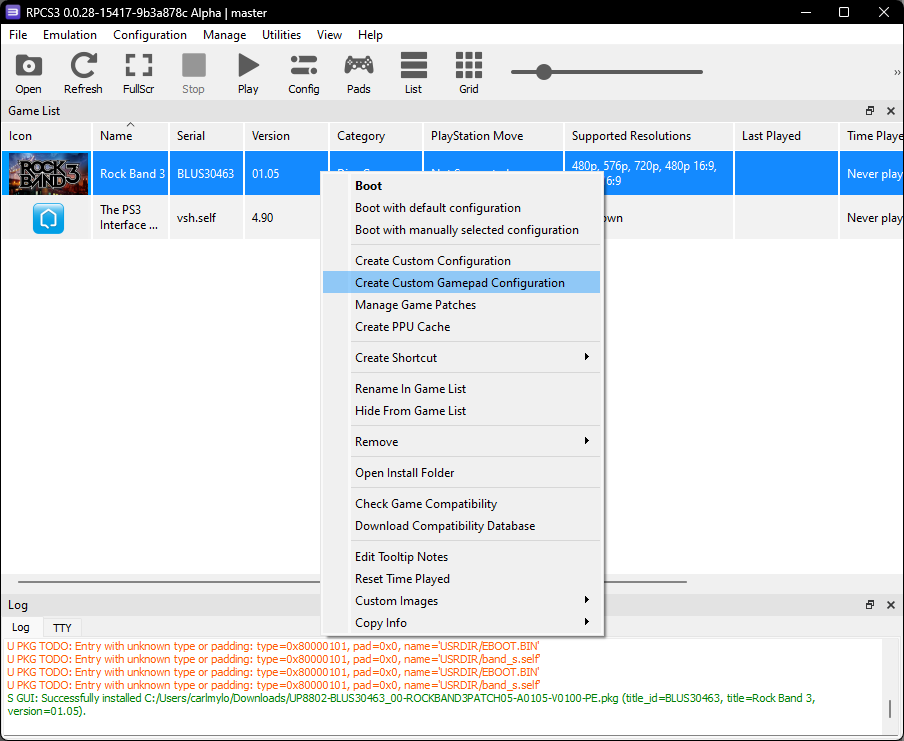 RPCS3 0.0.28-15417-9b3a878c Alpha | master
File Emulation Configuration Manage Utilities View Help
Open Refresh FullScr Stop Play Config Pads List Grid
Game List
Icon Name Serial Version Category PlayStation Move Supported Resolutions Last Played Time Playe
ROCK BAND 3 Rock Band 3 BLUS30463 01.05 480p, 576p, 720p, 480p 16:9, Never play
16:9
The PS3
Interface ... vsh.self 4.90 own Never play
Boot
Boot with default configuration
Boot with manually selected configuration
Create Custom Configuration
Create Custom Gamepad Configuration
Manage Game Patches
Create PPU Cache
Create Shortcut
Rename In Game List
Hide From Game List
Remove
Open Install Folder
Check Game Compatibility
Download Compatibility Database
Edit Tooltip Notes
Reset Time Played
Custom Images
Copy Info
Log
Log TTY
U PKG TODO: Entry with unknown type or padding: type=0x80000101, pad=0x0, name='USRDIR/EBOOT.BIN'
U PKG TODO: Entry with unknown type or padding: type=0x80000101, pad=0x0, name='USRDIR/band_s.self'
U PKG TODO: Entry with unknown type or padding: type=0x80000101, pad=0x0, name='USRDIR/EBOOT.BIN'
U PKG TODO: Entry with unknown type or padding: type=0x80000101, pad=0x0, name='USRDIR/band_s.self'
S GUI: Successfully installed C:/Users/carlmylo/Downloads/UP8802-BLUS30463_00-ROCKBAND3PATCH05-A0105-V0100-PE.pkg (title_id=BLUS30463, title=Rock Band 3,
version=01.05).